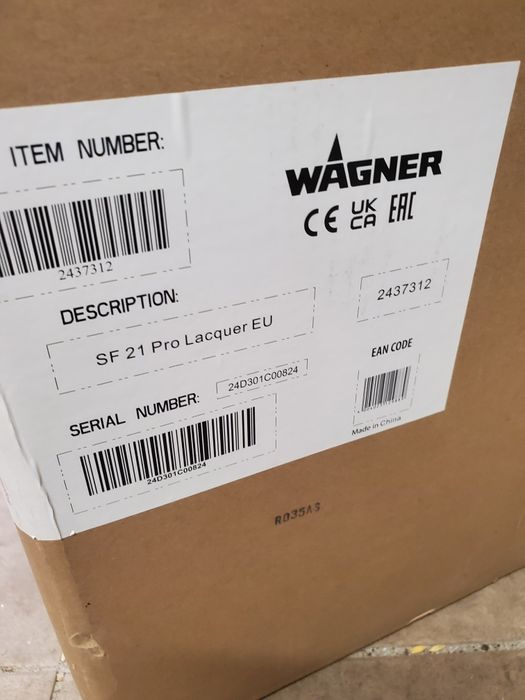 ITEM NUMBER:
2437312
WAGNER
CE UK CA EAC
DESCRIPTION:
SF 21 Pro Lacquer EU
2437312
SERIAL NUMBER:
24D301C00824
24D301C00824
EAN CODE
Made in China
R035AS